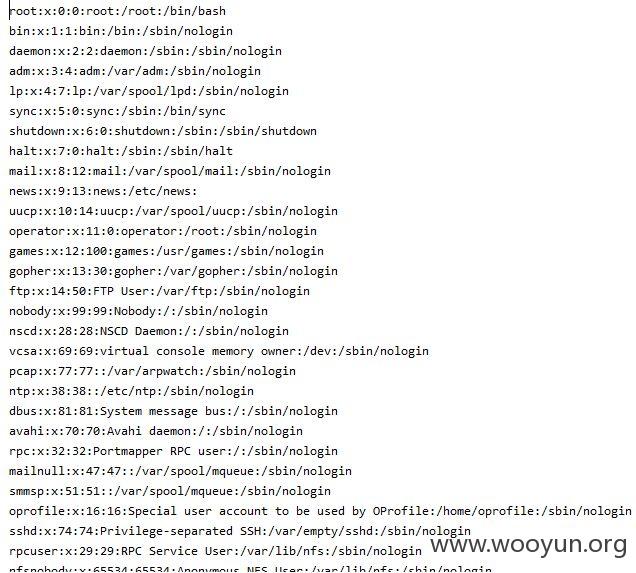 root:x:0:0:root:/root:/bin/bash
bin:x:1:1:bin:/bin:/sbin/nologin
daemon:x:2:2:daemon:/sbin:/sbin/nologin
adm:x:3:4:adm:/var/adm:/sbin/nologin
lp:x:4:7:lp:/var/spool/lpd:/sbin/nologin
sync:x:5:0:sync:/sbin:/bin/sync
shutdown:x:6:0:shutdown:/sbin:/sbin/shutdown
halt:x:7:0:halt:/sbin:/sbin/halt
mail:x:8:12:mail:/var/spool/mail:/sbin/nologin
news:x:9:13:news:/etc/news:
uucp:x:10:14:uucp:/var/spool/uucp:/sbin/nologin
operator:x:11:0:operator:/root:/sbin/nologin
games:x:12:100:games:/usr/games:/sbin/nologin
gopher:x:13:30:gopher:/var/gopher:/sbin/nologin
ftp:x:14:50:FTP User:/var/ftp:/sbin/nologin
nobody:x:99:99:Nobody:/:/sbin/nologin
nscd:x:28:28:NSCD Daemon:/:/sbin/nologin
vcsa:x:69:69:virtual console memory owner:/dev:/sbin/nologin
pcap:x:77:77::/var/arpwatch:/sbin/nologin
ntp:x:38:38::/etc/ntp:/sbin/nologin
dbus:x:81:81:System message bus:/:/sbin/nologin
avahi:x:70:70:Avahi daemon:/:/sbin/nologin
rpc:x:32:32:Portmapper RPC user:/:/sbin/nologin
mailnull:x:47:47::/var/spool/mqueue:/sbin/nologin
smmsp:x:51:51::/var/spool/mqueue:/sbin/nologin
oprofile:x:16:16:Special user account to be used by OProfile:/home/oprofile:/sbin/nologin
sshd:x:74:74:Privilege-separated SSH:/var/empty/sshd:/sbin/nologin
rpcuser:x:29:29:RPC Service User:/var/lib/nfs:/sbin/nologin
nfsnobody:x:65534:65534:Anonymous NFS User:/var/lib/nfs:/sbin/nologin
www.wooyun.org